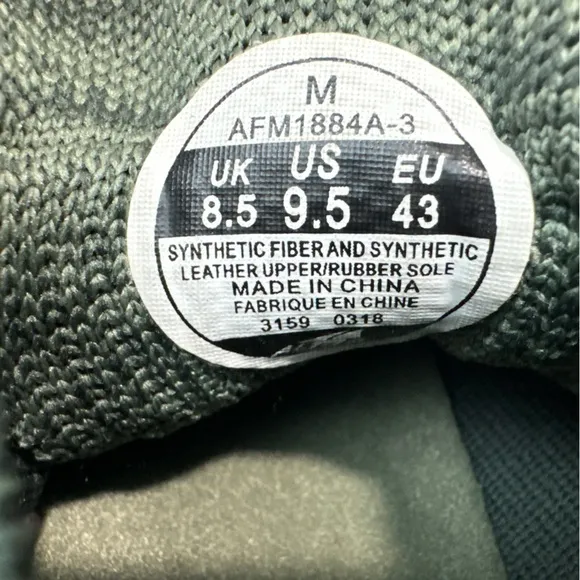 M
AFM1884A-3
UK US EU
8.5 9.5 43
SYNTHETIC FIBER AND SYNTHETIC
LEATHER UPPER/RUBBER SOLE
MADE IN CHINA
FABRIQUE EN CHINE
3159 0318